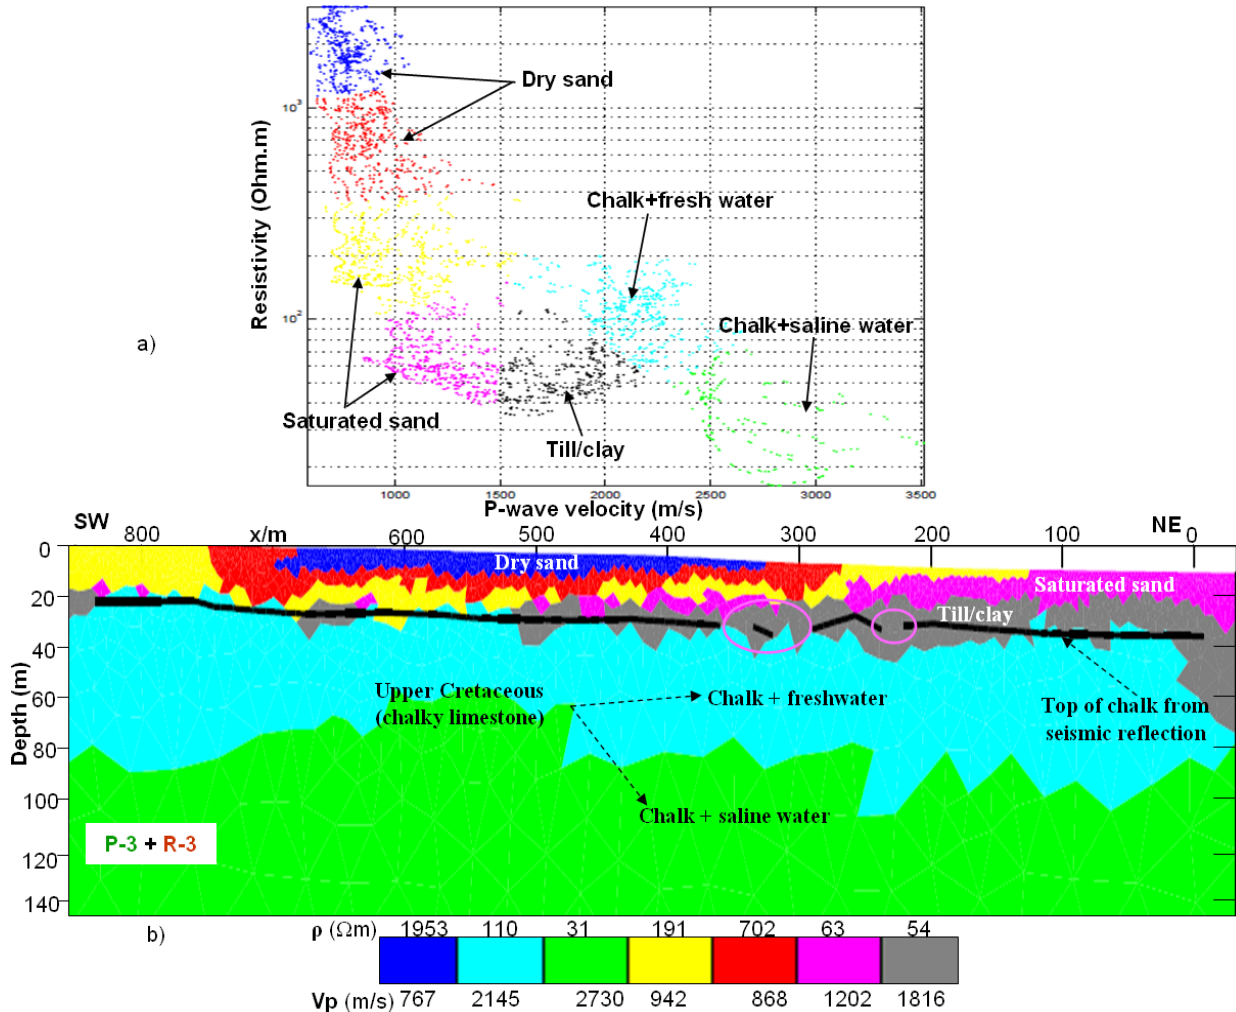 Dry sand
10³
Resistivity (Ohm.m)
Chalk+fresh water
10²
Chalk+saline water
a)
Saturated sand
Till/clay
1000 1500 2000 2500 3000 3500
P-wave velocity (m/s)
SW 800 x/m 600 500 400 300 200 100 NE 0
0
Dry sand
Saturated sand
20
Till/clay
40
Depth (m)
60
Upper Cretaceous
(chalky limestone)
Chalk + freshwater
Top of chalk from
seismic reflection
80
100
Chalk + saline water
P-3 + R-3
120
140
b)
ρ (Ωm) 1953 110 31 191 702 63 54
Vp (m/s) 767 2145 2730 942 868 1202 1816